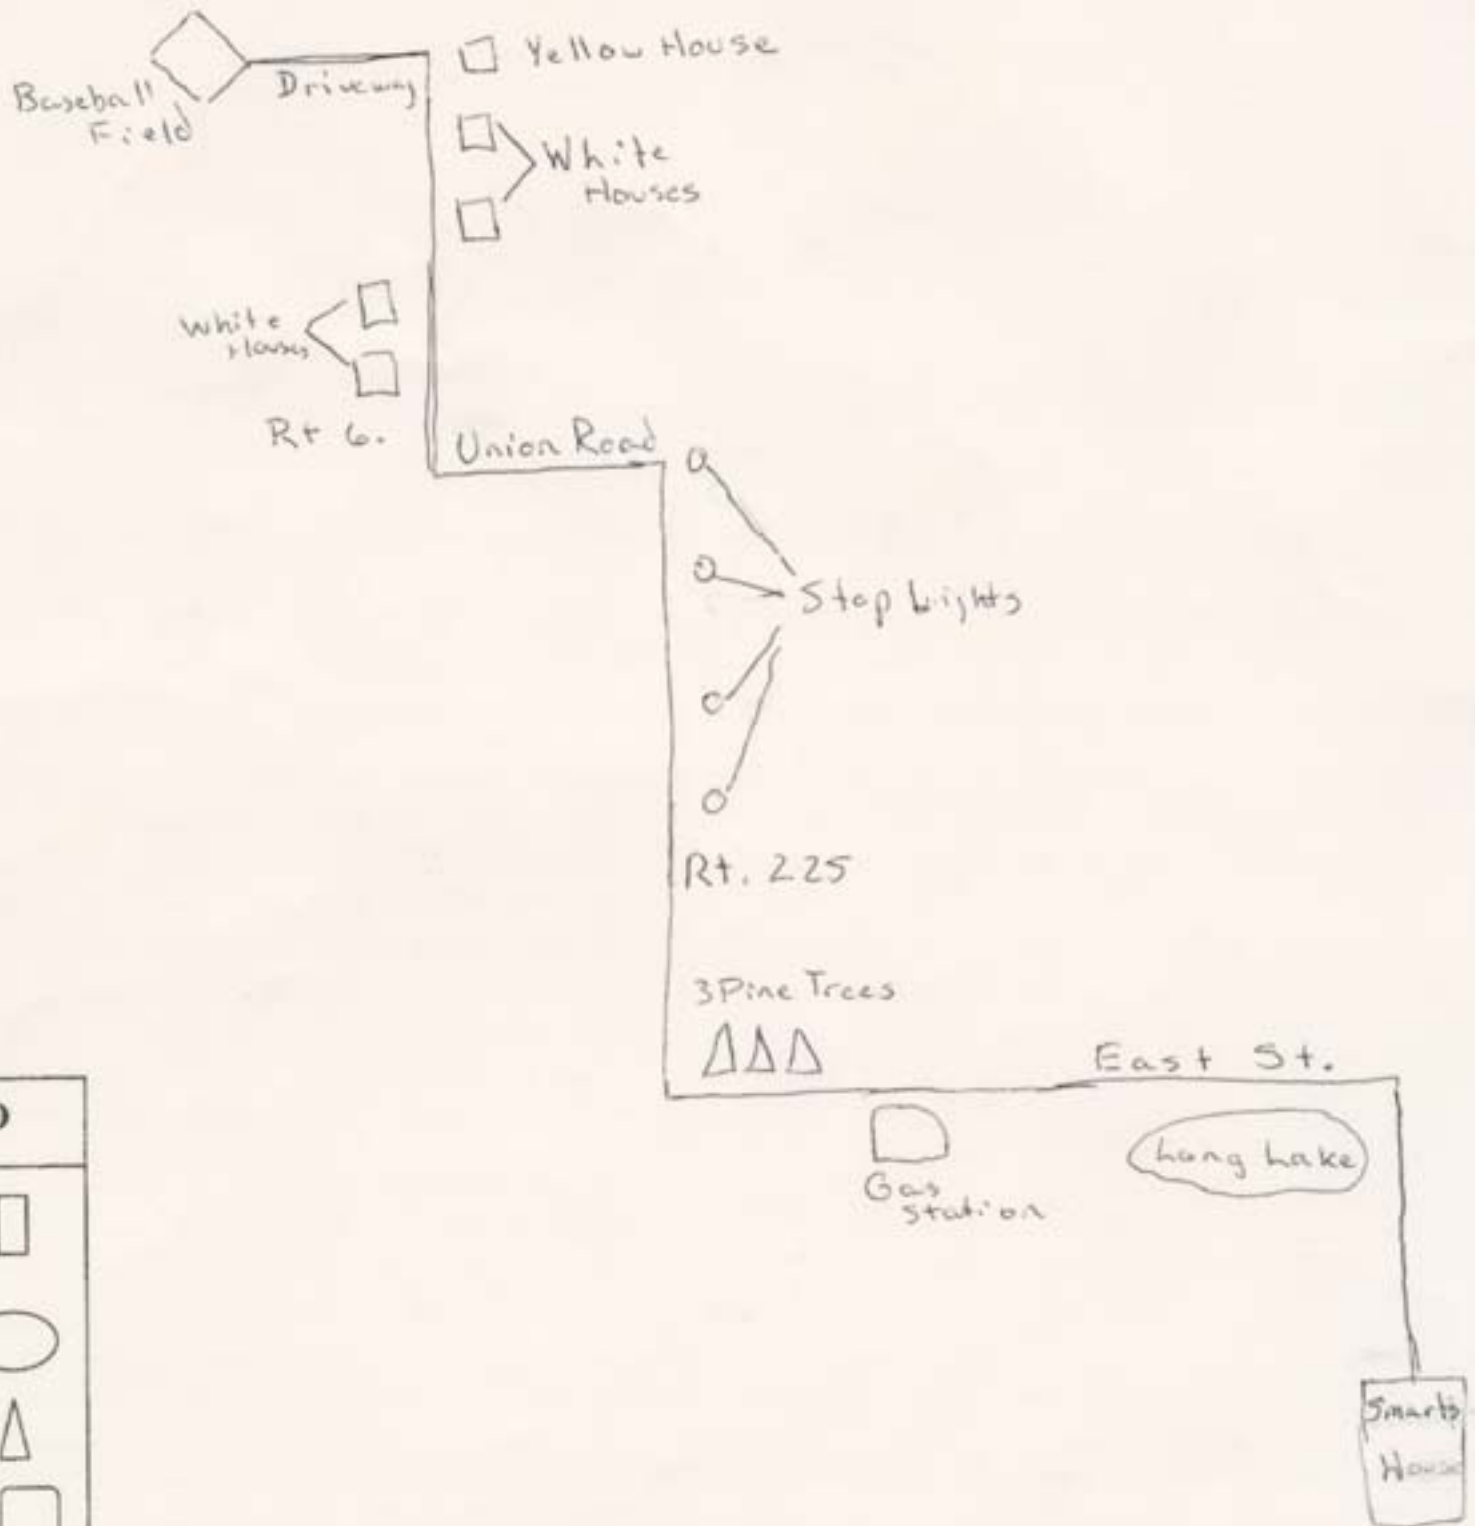 Yellow House
Driveway
Baseball
Field
White
Houses
White
Houses
Rt 6.
Union Road
Stop Lights
Rt. 225
3 Pine Trees
East St.
Long Lake
Gas
Station
Smart's
House